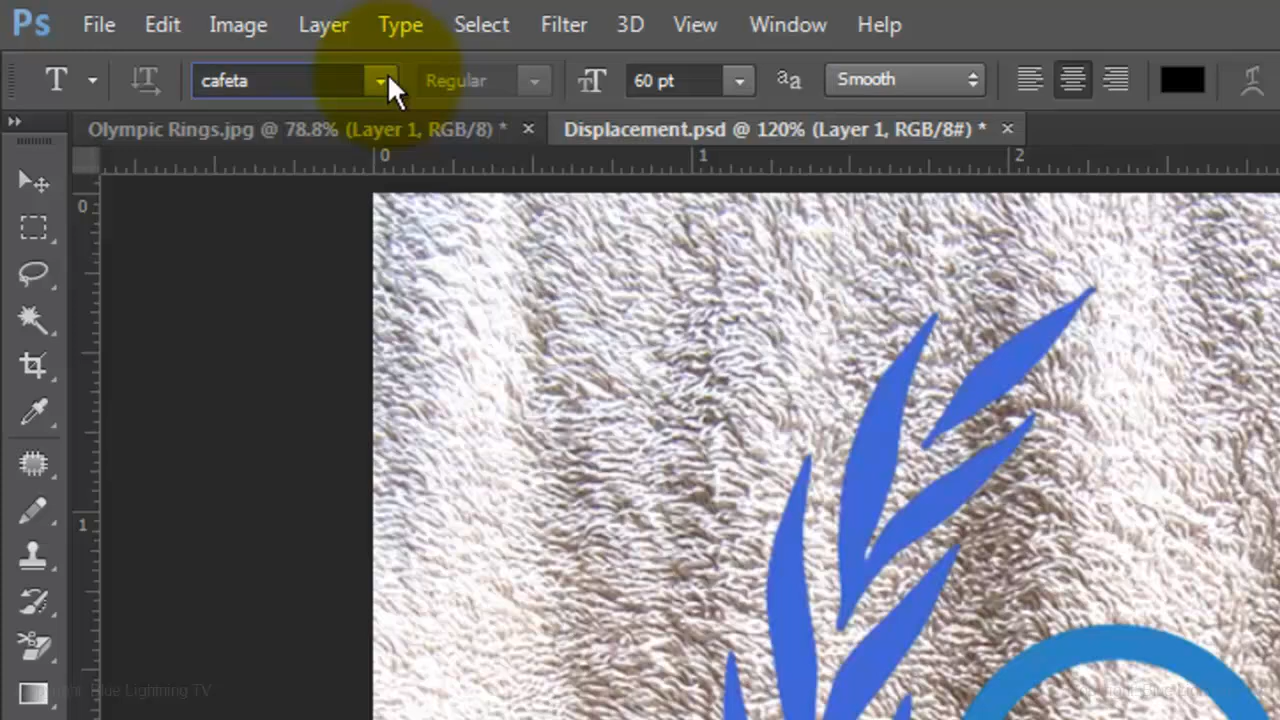 Ps File Edit Image Layer Type Select Filter 3D View Window Help
T T cafeta Regular TT 60 pt aa Smooth
Olympic Rings.jpg @ 78.8% (Layer 1, RGB/8) * × Displacement.psd @ 120% (Layer 1, RGB/8#) * ×
0 1 2
0
1
Blue Lightning TV